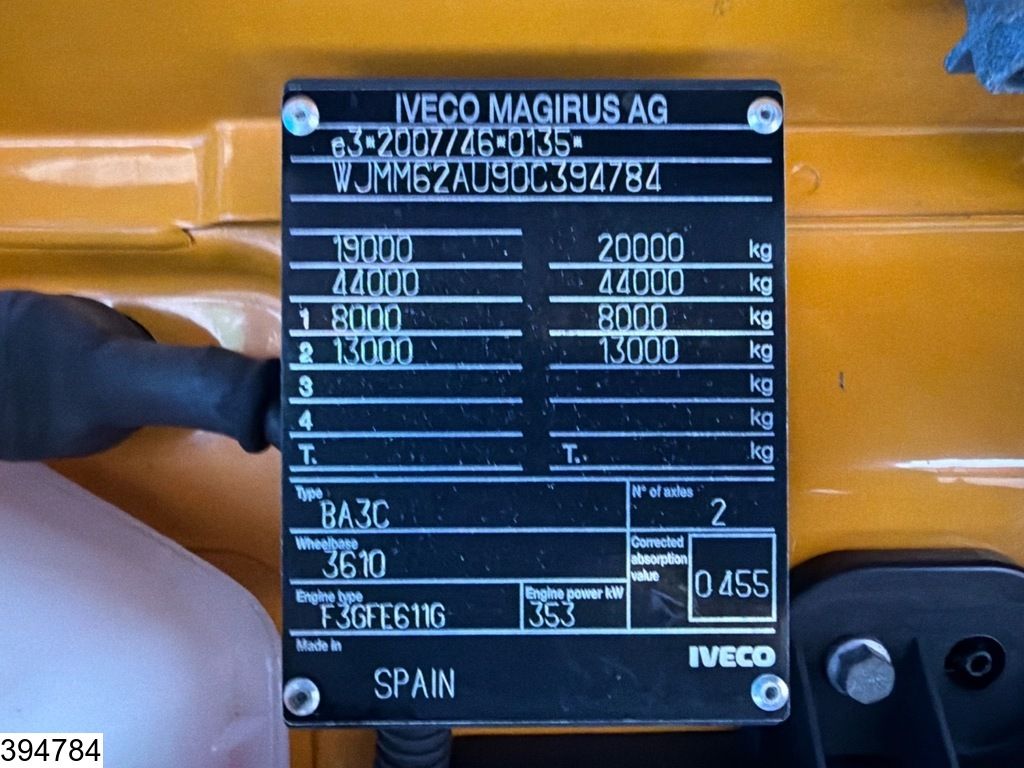 IVECO MAGIRUS AG
e3*2007/46*0135*
WJMM62AU90C394784
19000 20000 kg
44000 44000 kg
1 8000 8000 kg
2 13000 13000 kg
3 kg
4 kg
T. T. kg
Type N° of axles
BA3C 2
Wheelbase Corrected absorption value
3610 0.455
Engine type Engine power kW
F3GFE611G 353
Made in IVECO
SPAIN
394784